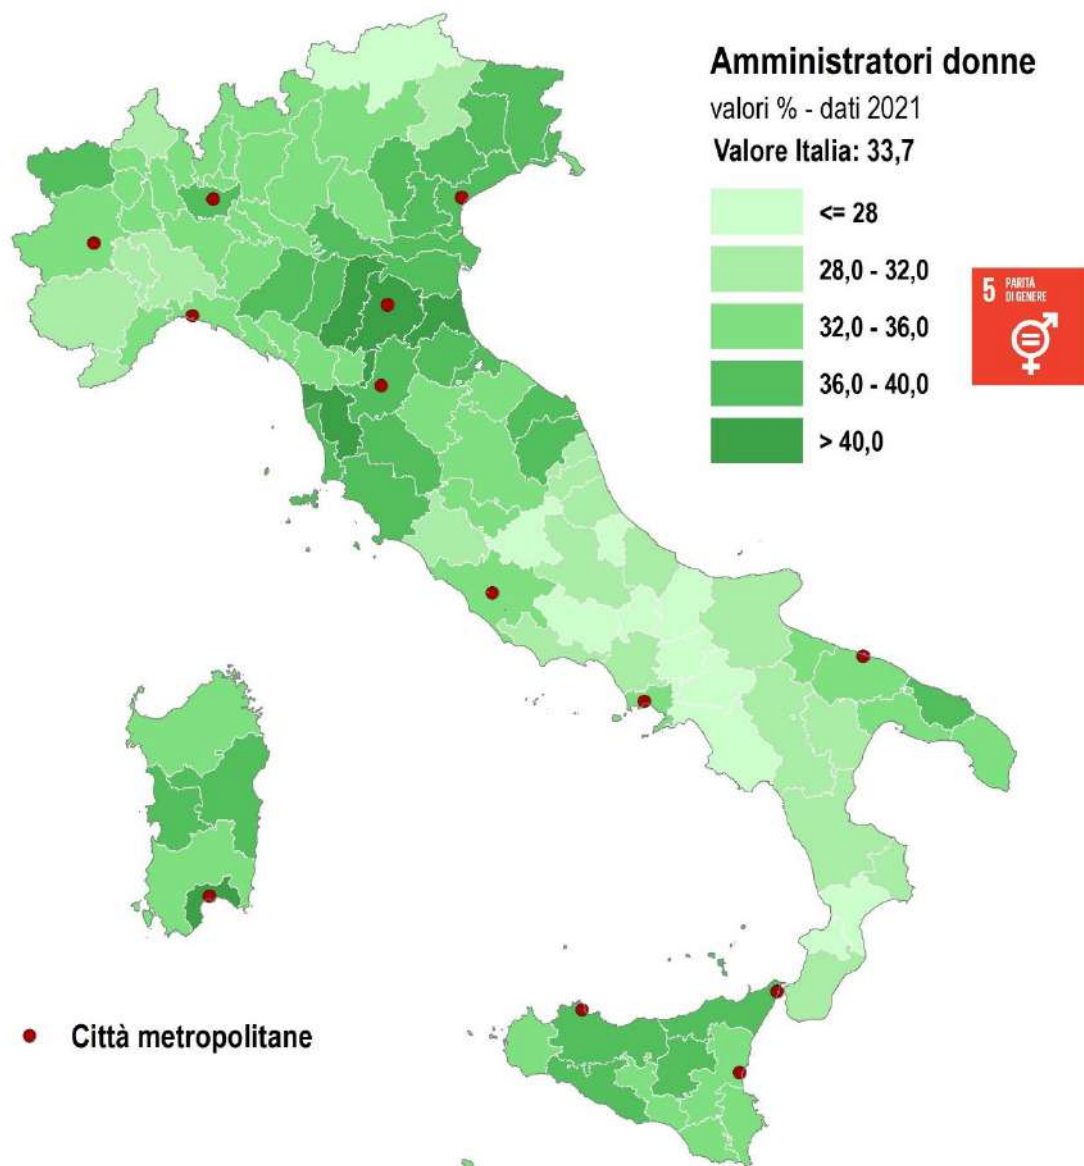 Amministratori donne
valori % - dati 2021
Valore Italia: 33,7
<= 28
28,0 - 32,0
32,0 - 36,0
36,0 - 40,0
> 40,0
5 PARITÀ
DI GENERE
Città metropolitane